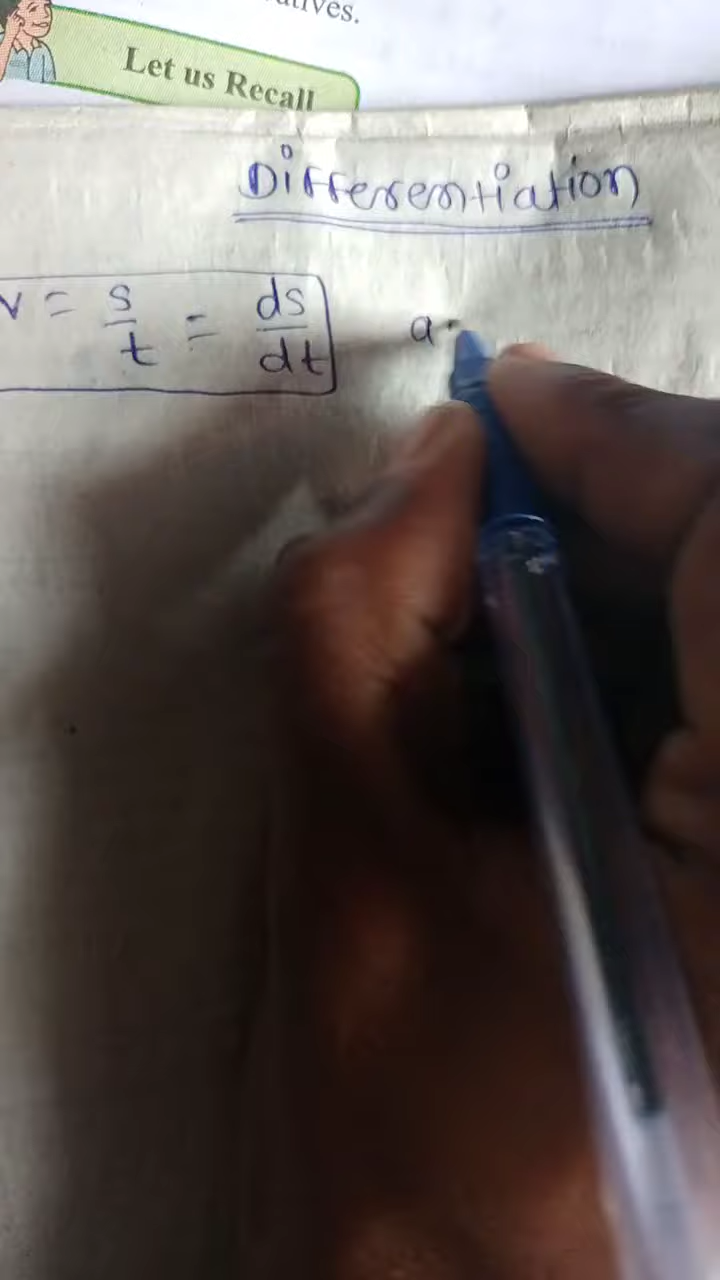 Let us Recall
Differentiation
v = s/t = ds/dt
a